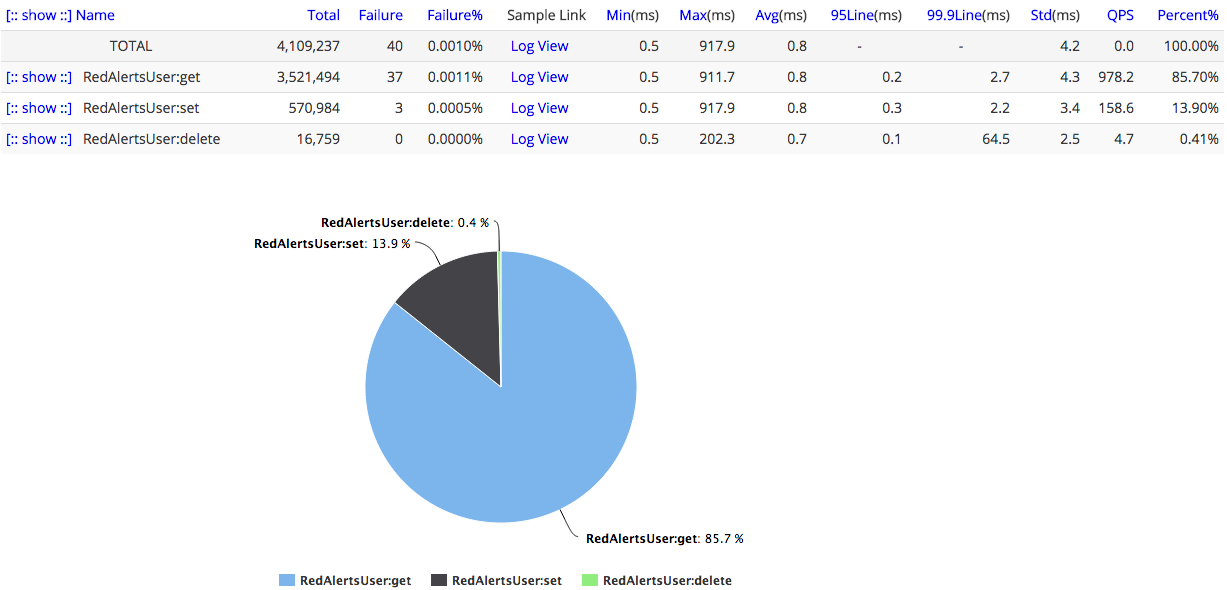 [:: show ::] Name Total Failure Failure% Sample Link Min(ms) Max(ms) Avg(ms) 95Line(ms) 99.9Line(ms) Std(ms) QPS Percent%
TOTAL 4,109,237 40 0.0010% Log View 0.5 917.9 0.8 - - 4.2 0.0 100.00%
[:: show ::] RedAlertsUser:get 3,521,494 37 0.0011% Log View 0.5 911.7 0.8 0.2 2.7 4.3 978.2 85.70%
[:: show ::] RedAlertsUser:set 570,984 3 0.0005% Log View 0.5 917.9 0.8 0.3 2.2 3.4 158.6 13.90%
[:: show ::] RedAlertsUser:delete 16,759 0 0.0000% Log View 0.5 202.3 0.7 0.1 64.5 2.5 4.7 0.41%
RedAlertsUser:delete: 0.4 %
RedAlertsUser:set: 13.9 %
RedAlertsUser:get: 85.7 %
RedAlertsUser:get RedAlertsUser:set RedAlertsUser:delete